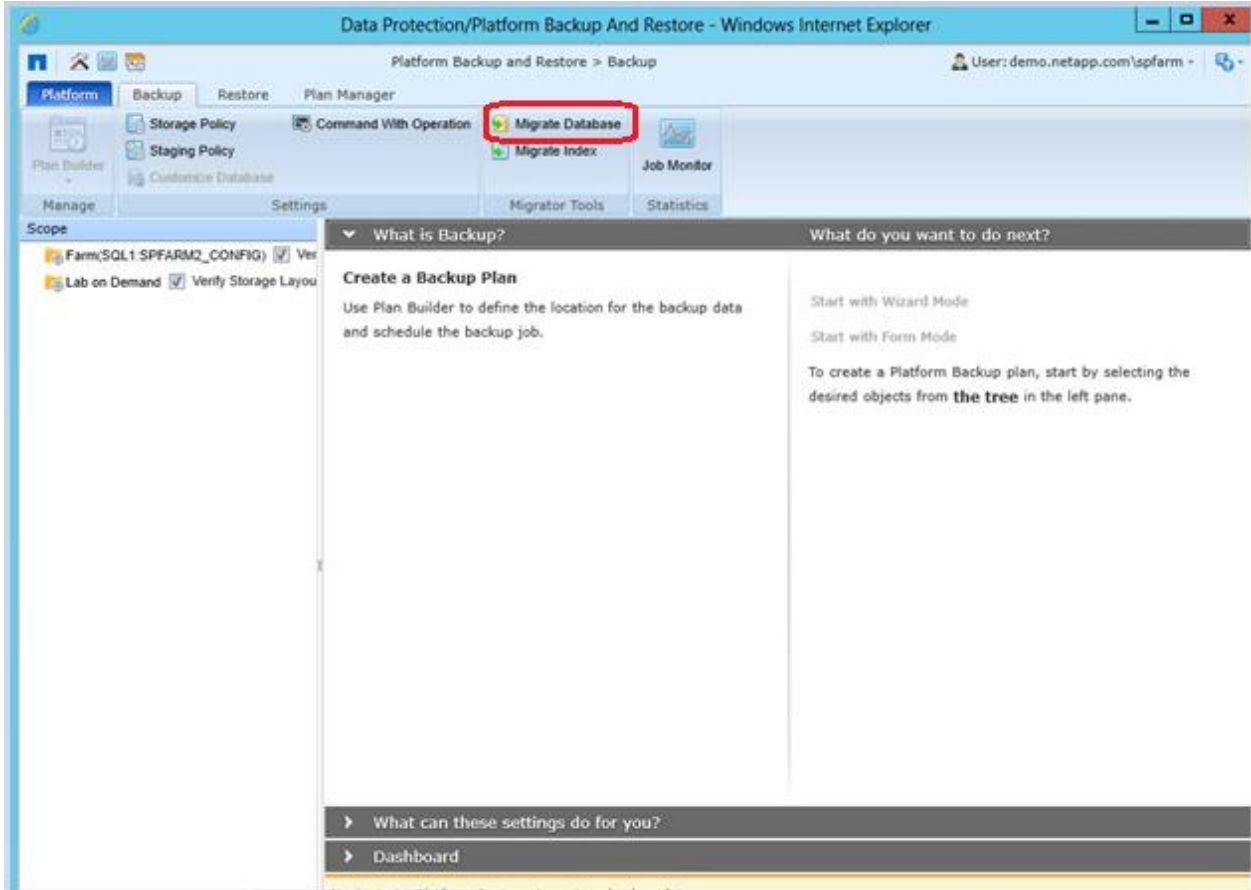 Data Protection/Platform Backup And Restore - Windows Internet Explorer
Platform Backup and Restore > Backup
User: demo.netapp.com\spfarm
Platform Backup Restore Plan Manager
Storage Policy Command With Operation Migrate Database
Staging Policy Migrate Index
Plan Builder Customize Database Job Monitor
Manage Settings Migrator Tools Statistics
Scope
Farm(SQL1:SPFARM2_CONFIG) Ver
Lab on Demand Verify Storage Layou
What is Backup?
Create a Backup Plan
Use Plan Builder to define the location for the backup data
and schedule the backup job.
What do you want to do next?
Start with Wizard Mode
Start with Form Mode
To create a Platform Backup plan, start by selecting the
desired objects from the tree in the left pane.
What can these settings do for you?
Dashboard